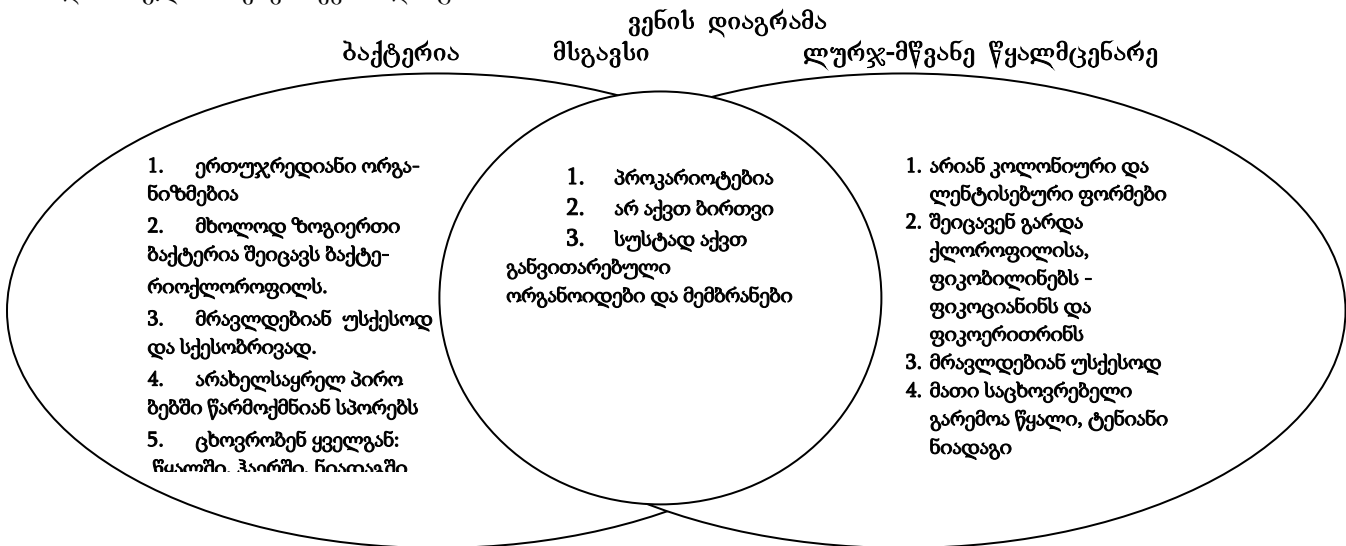 ვენის დიაგრამა
ბაქტერია მსგავსი ლურჯ-მწვანე წყალმცენარე
1. ერთუჯრედიანი ორგა-
ნიზმებია
2. მხოლოდ ზოგიერთი
ბაქტერია შეიცავს ბაქტე-
რიოქლოროფილს.
3. მრავლდებიან უსქესოდ
და სქესობრივად.
4. არახელსაყრელ პირო
ბებში წარმოქმნიან სპორებს
5. ცხოვრობენ ყველგან:
წყალში, ჰაერში, ნიადაგში
1. პროკარიოტებია
2. არ აქვთ ბირთვი
3. სუსტად აქვთ
განვითარებული
ორგანოიდები და მემბრანები
1. არიან კოლონიური და
ლენტისებური ფორმები
2. შეიცავენ გარდა
ქლოროფილისა,
ფიკობილინებს -
ფიკოციანინს და
ფიკოერითრინს
3. მრავლდებიან უსქესოდ
4. მათი საცხოვრებელი
გარემოა წყალი, ტენიანი
ნიადაგი